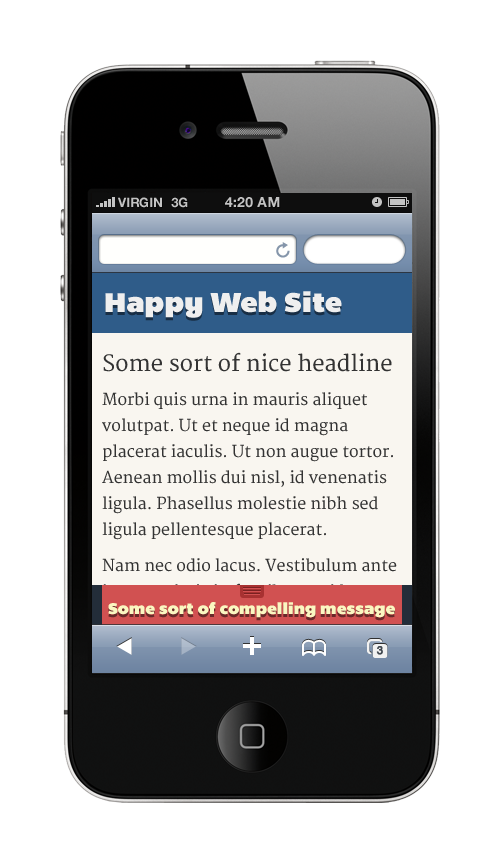 VIRGIN 3G 4:20 AM
Happy Web Site
Some sort of nice headline
Morbi quis urna in mauris aliquet
volutpat. Ut et neque id magna
placerat iaculis. Ut non augue tortor.
Aenean mollis dui nisl, id venenatis
ligula. Phasellus molestie nibh sed
ligula pellentesque placerat.
Nam nec odio lacus. Vestibulum ante
Some sort of compelling message
3